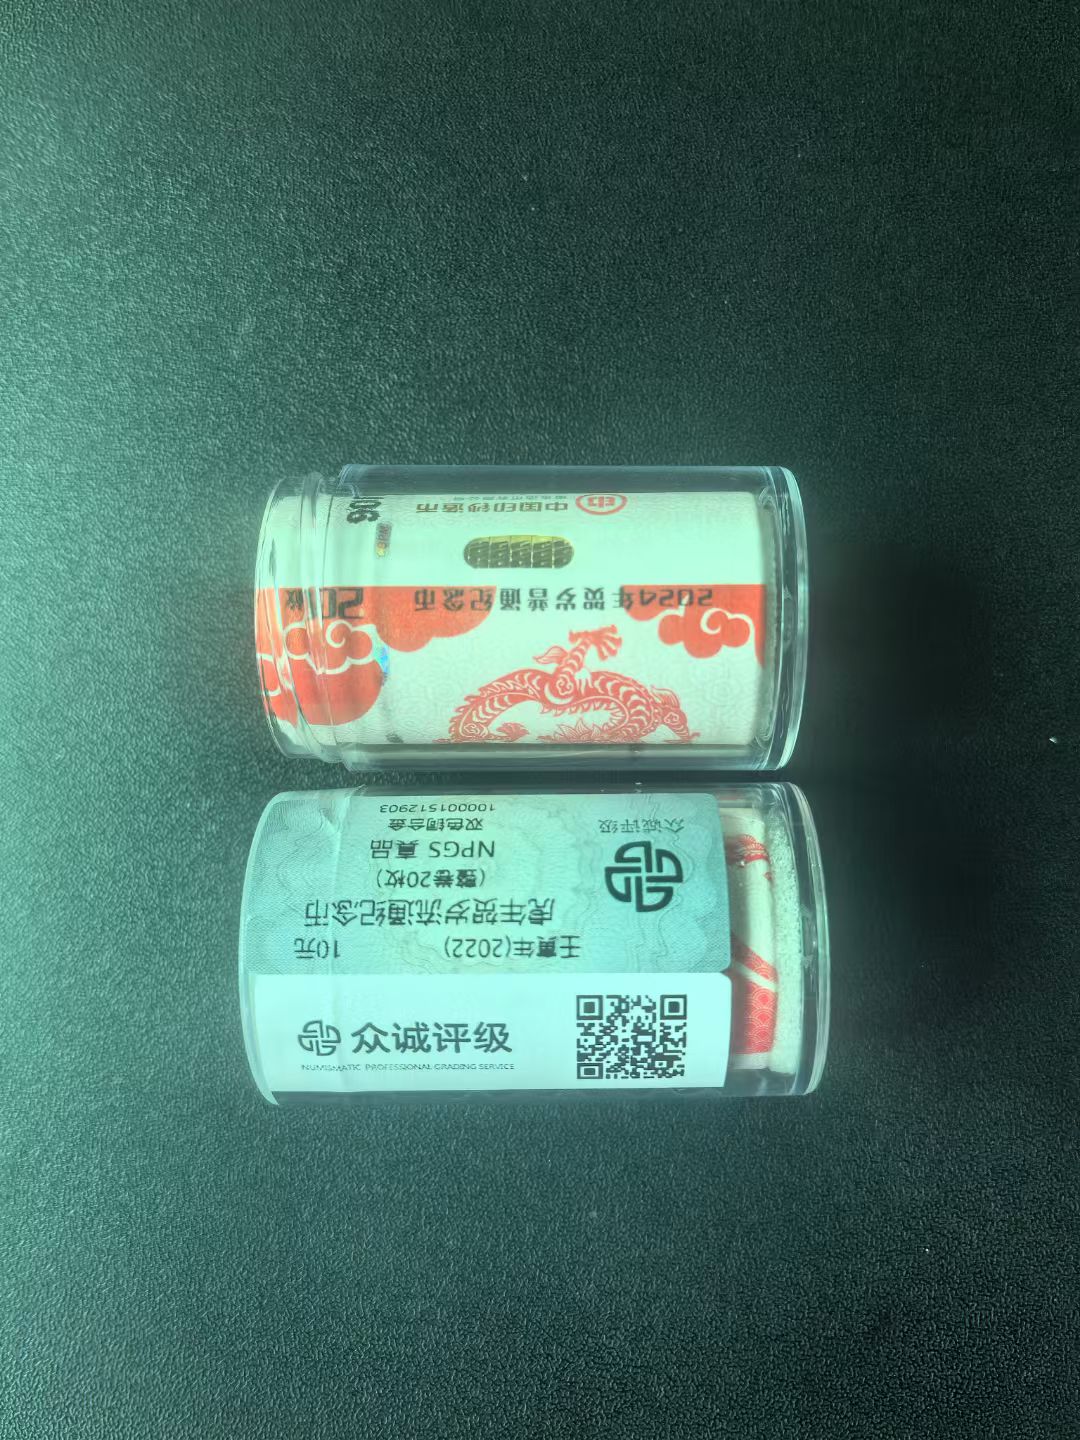 中国印钞造币
2024年贺岁普通纪念币
20枚
众诚评级
壬寅年(2022) 10元
虎年贺岁流通纪念币
(整卷20枚)
NPGS 真品
双色铜合金
10001512903
众诚评级
NUMISMATIC PROFESSIONAL GRADING SERVICE